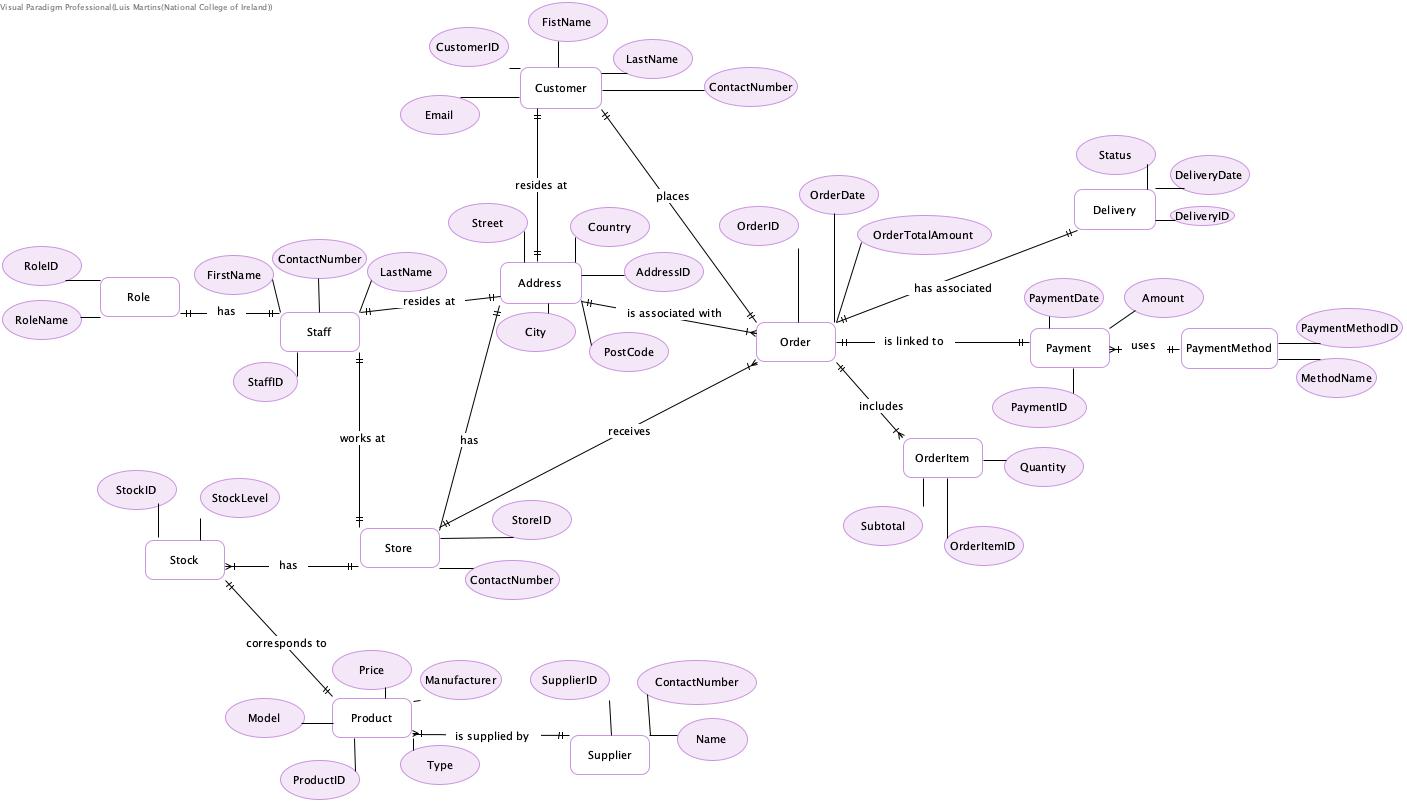 Visual Paradigm Professional(Luis Martins(National College of Ireland))
FistName
CustomerID
LastName
Customer
ContactNumber
Email
Status
DeliveryDate
resides at
places
OrderDate
Delivery
DeliveryID
Street
Country
OrderID
OrderTotalAmount
RoleID
ContactNumber
FirstName
LastName
AddressID
Role
Address
has associated
RoleName
has
resides at
is associated with
PaymentDate
Amount
Staff
City
PaymentMethodID
Order
is linked to
Payment
uses
PaymentMethod
PostCode
StaffID
MethodName
includes
PaymentID
works at
has
receives
OrderItem
Quantity
StockID
StockLevel
StoreID
Subtotal
Store
OrderItemID
Stock
has
ContactNumber
corresponds to
Price
Manufacturer
SupplierID
ContactNumber
Model
Product
is supplied by
Name
Supplier
Type
ProductID